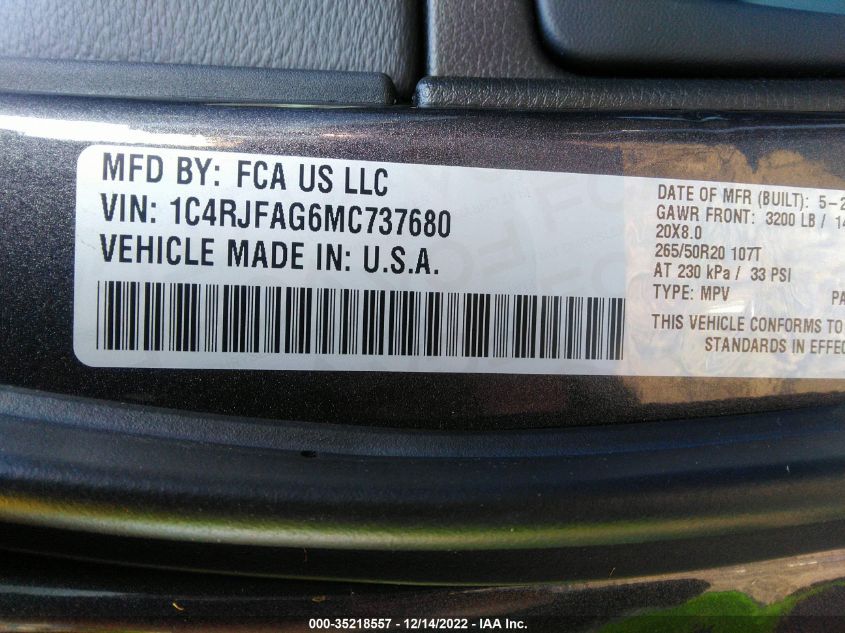 MFD BY: FCA US LLC
VIN: 1C4RJFAG6MC737680
VEHICLE MADE IN: U.S.A.
DATE OF MFR (BUILT): 5-2
GAWR FRONT: 3200 LB / 14
20X8.0
265/50R20 107T
AT 230 kPa / 33 PSI
TYPE: MPV PA
THIS VEHICLE CONFORMS TO
STANDARDS IN EFFEC
000-35218557 - 12/14/2022 - IAA Inc.